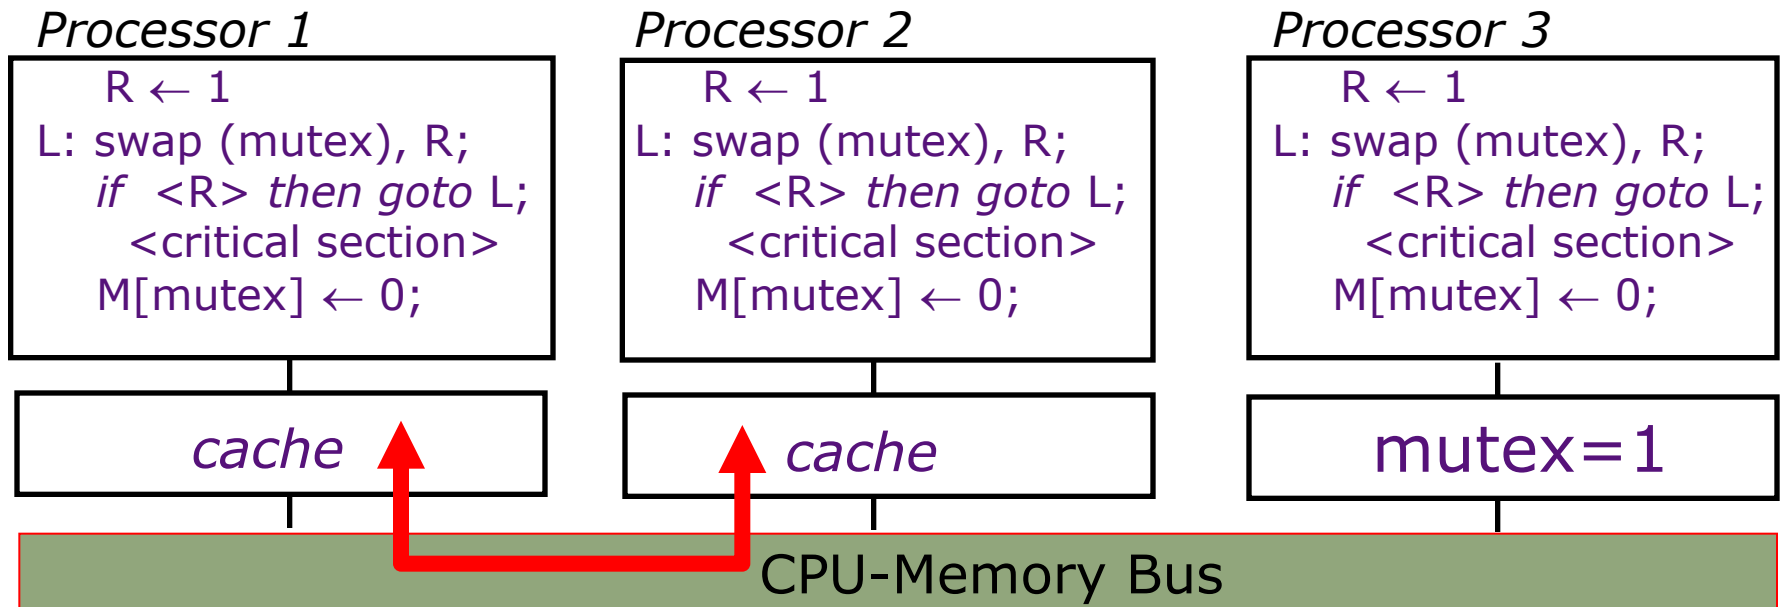 Processor 1
R ← 1
L: swap (mutex), R;
if <R> then goto L;
<critical section>
M[mutex] ← 0;
cache
Processor 2
R ← 1
L: swap (mutex), R;
if <R> then goto L;
<critical section>
M[mutex] ← 0;
cache
Processor 3
R ← 1
L: swap (mutex), R;
if <R> then goto L;
<critical section>
M[mutex] ← 0;
mutex=1
CPU-Memory Bus